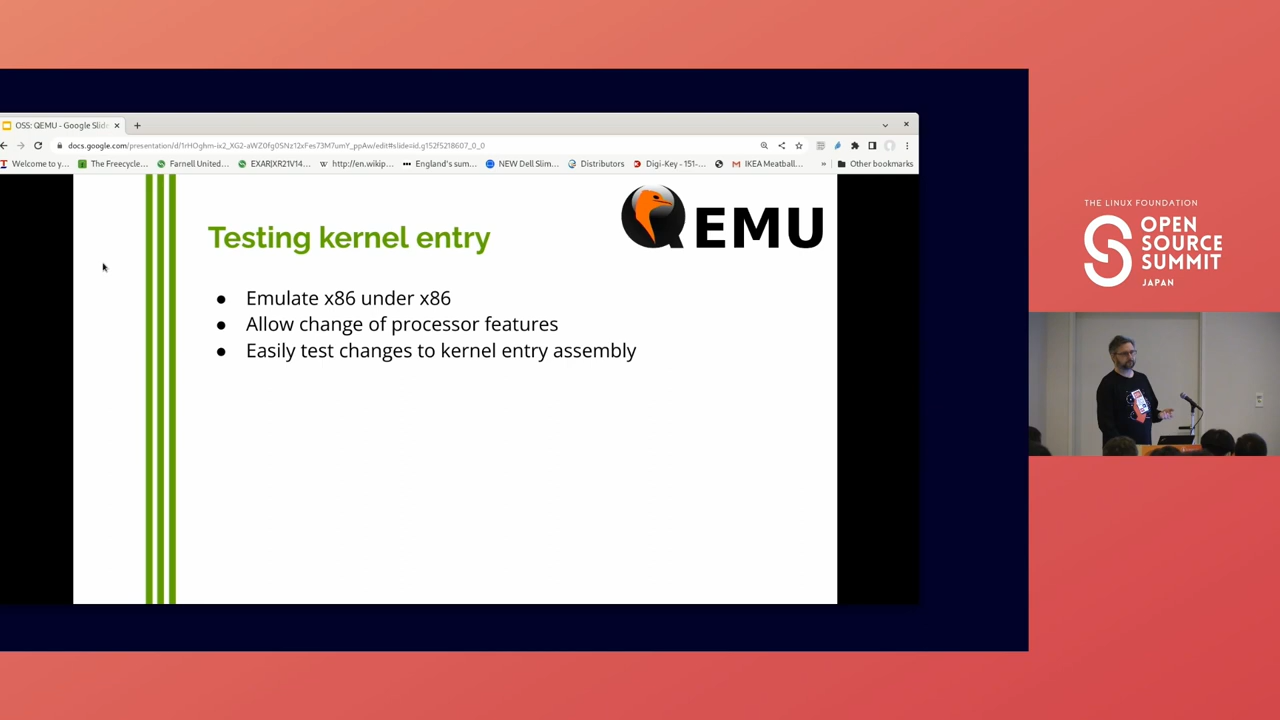 OSS: QEMU - Google Slide
docs.google.com/presentation/d/1rHOghm-ix2_XG2-aWZ0fg0SNz12xFes73M7umY_ppAw/edit#slide=id.g152f5218607_0_0
Welcome to y...
The Freecycle...
Farnell United...
EXAR|XR21V14...
http://en.wikip...
England's sum...
NEW Dell Slim...
Distributors
Digi-Key - 151-...
IKEA Meatball...
»
Other bookmarks
QEMU
Testing kernel entry
● Emulate x86 under x86
● Allow change of processor features
● Easily test changes to kernel entry assembly
THE LINUX FOUNDATION
OPEN
SOURCE
SUMMIT
JAPAN